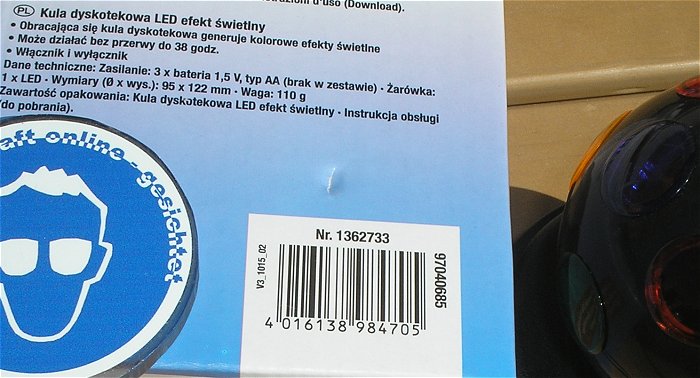 d'uso (Download).
PL Kula dyskotekowa LED efekt świetlny
• Obracająca się kula dyskotekowa generuje kolorowe efekty świetlne
• Może działać bez przerwy do 38 godz.
• Włącznik i wyłącznik
Dane techniczne: Zasilanie: 3 x bateria 1,5 V, typ AA (brak w zestawie) · Żarówka:
1 x LED · Wymiary (Ø x wys.): 95 x 122 mm · Waga: 110 g
Zawartość opakowania: Kula dyskotekowa LED efekt świetlny · Instrukcja obsługi
(do pobrania).
aft online - gesichtet
Nr. 1362733
V3_1015_02
97040685
4 016138 984705